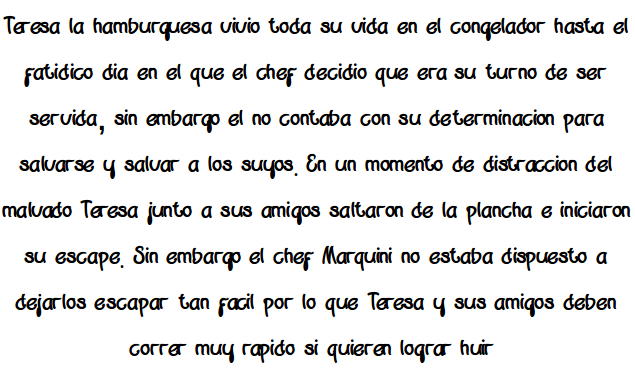 Teresa la hamburguesa vivio toda su vida en el congelador hasta el
fatidico dia en el que el chef decidio que era su turno de ser
servida, sin embargo el no contaba con su determinacion para
salvarse y salvar a los suyos. En un momento de distraccion del
malvado Teresa junto a sus amigos saltaron de la plancha e iniciaron
su escape. Sin embargo el chef Marquini no estaba dispuesto a
dejarlos escapar tan facil por lo que Teresa y sus amigos deben
correr muy rapido si quieren lograr huir